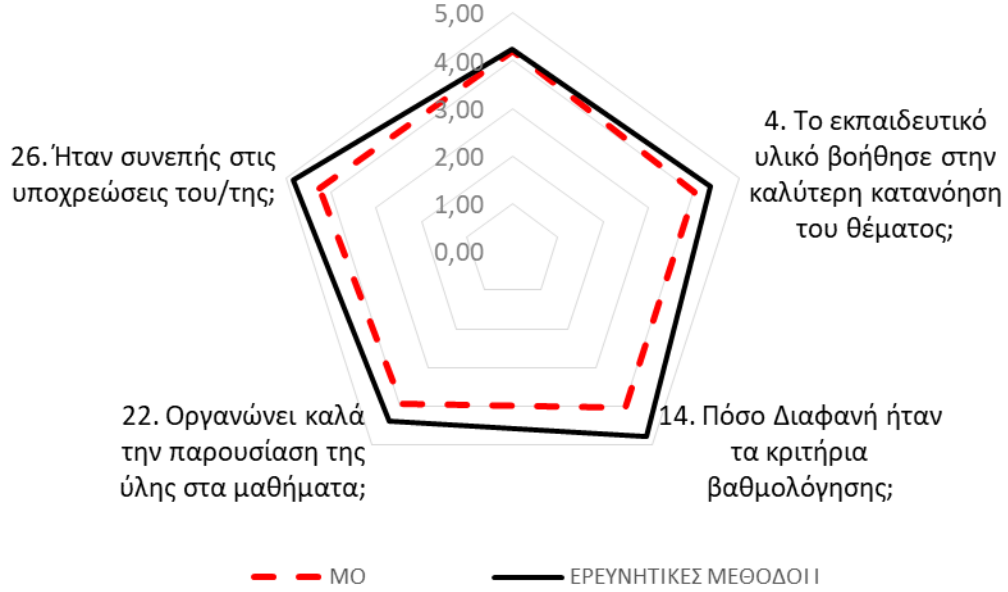 5,00
4,00
3,00
2,00
1,00
0,00
4. Το εκπαιδευτικό
υλικό βοήθησε στην
καλύτερη κατανόηση
του θέματος;
14. Πόσο Διαφανή ήταν
τα κριτήρια
βαθμολόγησης;
22. Οργανώνει καλά
την παρουσίαση της
ύλης στα μαθήματα;
26. Ήταν συνεπής στις
υποχρεώσεις του/της;
ΜΟ
ΕΡΕΥΝΗΤΙΚΕΣ ΜΕΘΟΔΟΙ Ι